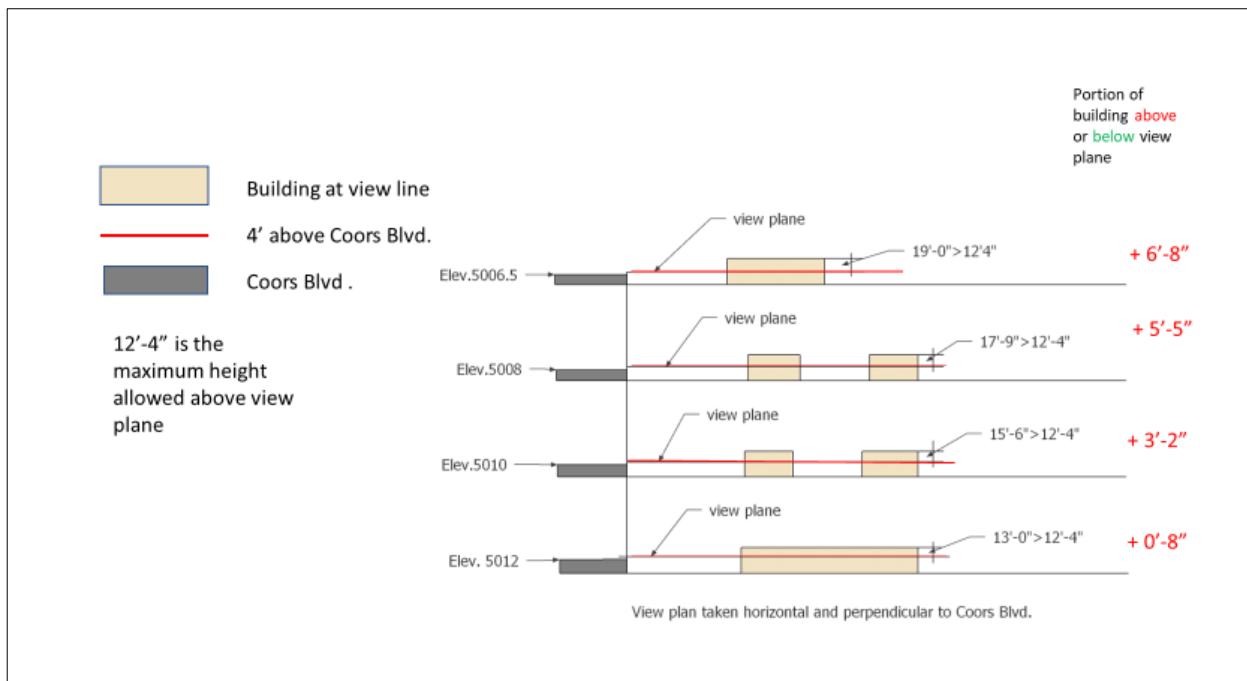 Portion of
building above
or below view
plane
Building at view line
4' above Coors Blvd.
Coors Blvd .
12'-4” is the
maximum height
allowed above view
plane
view plane
19'-0">12'4"
+ 6'-8”
Elev.5006.5
view plane
17'-9">12'-4"
+ 5'-5”
Elev.5008
view plane
15'-6">12'-4"
+ 3'-2”
Elev.5010
view plane
13'-0">12'-4"
+ 0'-8”
Elev. 5012
View plan taken horizontal and perpendicular to Coors Blvd.